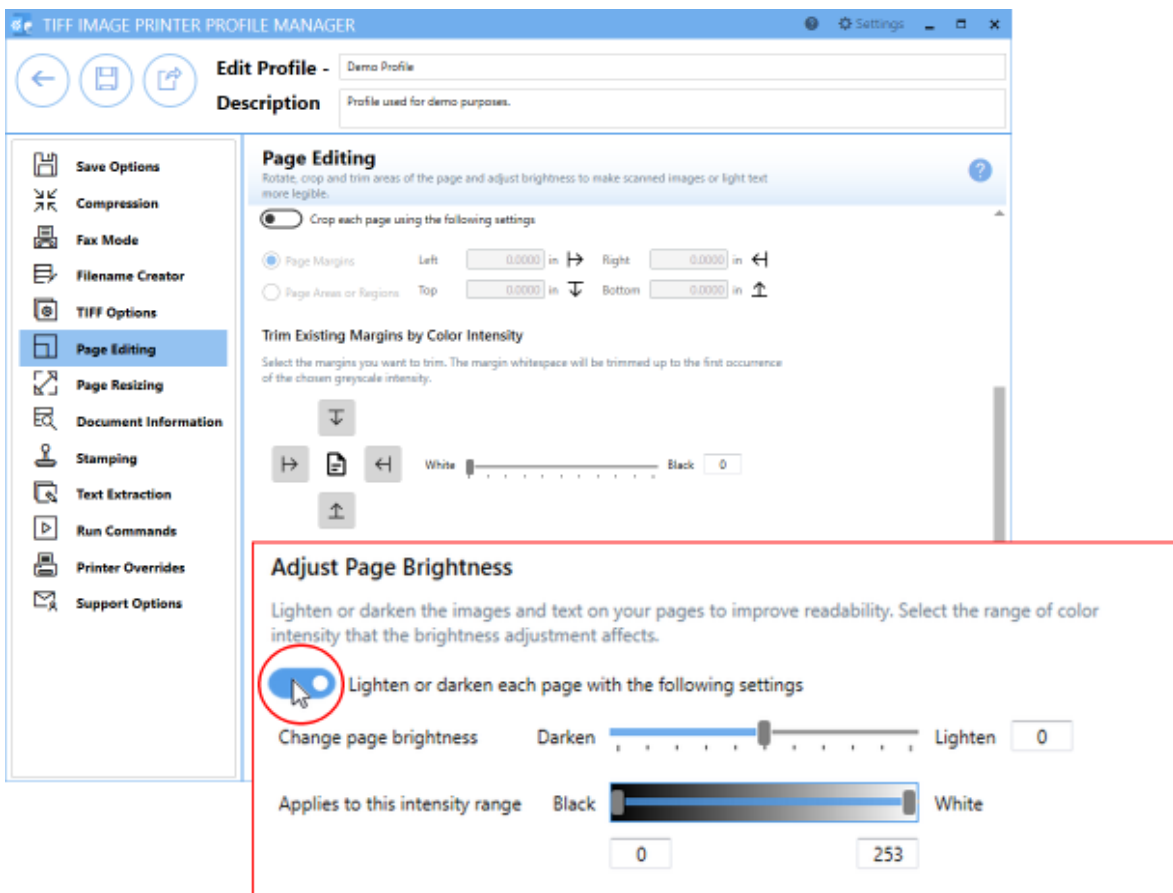 TIFF IMAGE PRINTER PROFILE MANAGER
Settings
Edit Profile - Demo Profile
Description Profile used for demo purposes.
Save Options
Compression
Fax Mode
Filename Creator
TIFF Options
Page Editing
Page Resizing
Document Information
Stamping
Text Extraction
Run Commands
Printer Overrides
Support Options
Page Editing
Rotate, crop and trim areas of the page and adjust brightness to make scanned images or light text
more legible.
Crop each page using the following settings
Page Margins Left 0.0000 in Right 0.0000 in
Page Areas or Regions Top 0.0000 in Bottom 0.0000 in
Trim Existing Margins by Color Intensity
Select the margins you want to trim. The margin whitespace will be trimmed up to the first occurrence
of the chosen greyscale intensity.
White Black 0
Adjust Page Brightness
Lighten or darken the images and text on your pages to improve readability. Select the range of color
intensity that the brightness adjustment affects.
Lighten or darken each page with the following settings
Change page brightness Darken Lighten 0
Applies to this intensity range Black White
0 253